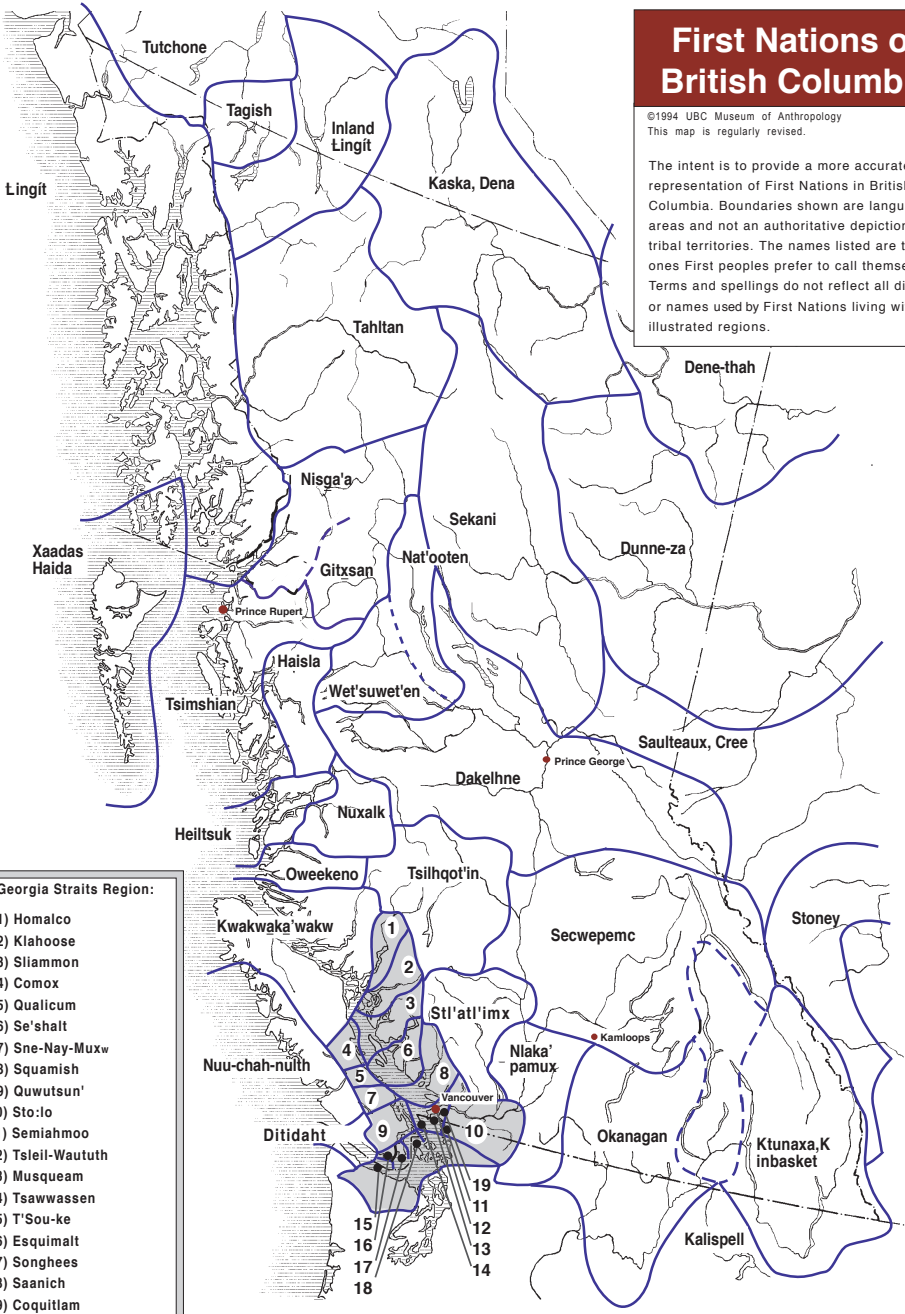 First Nations o
British Columb
©1994 UBC Museum of Anthropology
This map is regularly revised.
The intent is to provide a more accurate
representation of First Nations in British
Columbia. Boundaries shown are langu
areas and not an authoritative depiction
tribal territories. The names listed are t
ones First peoples prefer to call themse
Terms and spellings do not reflect all di
or names used by First Nations living wi
illustrated regions.
Tutchone
Tagish
Inland
Łingít
Łingít
Kaska, Dena
Tahltan
Dene-thah
Nisga'a
Sekani
Xaadas
Haida
Gitxsan
Nat'ooten
Dunne-za
Prince Rupert
Haisla
Tsimshian
Wet'suwet'en
Saulteaux, Cree
Prince George
Dakelhne
Nuxalk
Heiltsuk
Oweekeno
Tsilhqot'in
Kwakwaka'wakw
Secwepemc
Stoney
1
2
3
Stl'atl'imx
Kamloops
4
6
Nlaka'
pamux
Nuu-chah-nulth
5
8
7
Vancouver
9
10
Ditidaht
Okanagan
Ktunaxa,K
inbasket
Kalispell
19
11
12
13
14
15
16
17
18
Georgia Straits Region:
1) Homalco
2) Klahoose
3) Sliammon
4) Comox
5) Qualicum
6) Se'shalt
7) Sne-Nay-Muxw
8) Squamish
9) Quwutsun'
0) Sto:lo
1) Semiahmoo
2) Tsleil-Waututh
3) Musqueam
4) Tsawwassen
5) T'Sou-ke
6) Esquimalt
7) Songhees
8) Saanich
9) Coquitlam